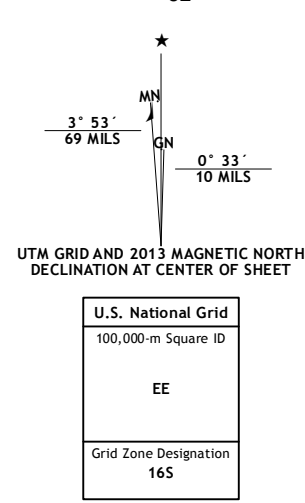 MN
3° 53´
69 MILS
GN
0° 33´
10 MILS
UTM GRID AND 2013 MAGNETIC NORTH
DECLINATION AT CENTER OF SHEET
U.S. National Grid
100,000-m Square ID
EE
Grid Zone Designation
16S